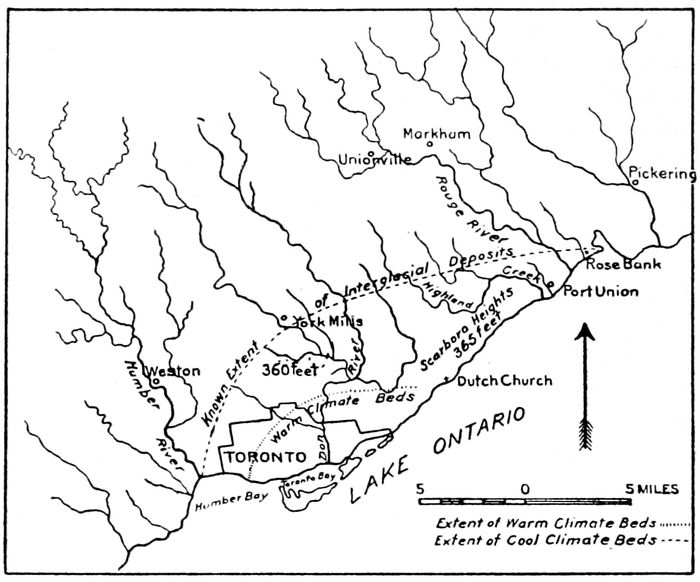 Markham
Unionville
Pickering
Rouge River
Known Extent of Interglacial Deposits
Rose Bank
Highland Creek
Port Union
York Mills
Scarboro Heights
365 feet
Weston
Humber River
360 feet
Don River
Dutch Church
Warm Climate Beds
TORONTO
LAKE ONTARIO
Humber Bay
Toronto Bay
5 0 5 MILES
Extent of Warm Climate Beds
Extent of Cool Climate Beds